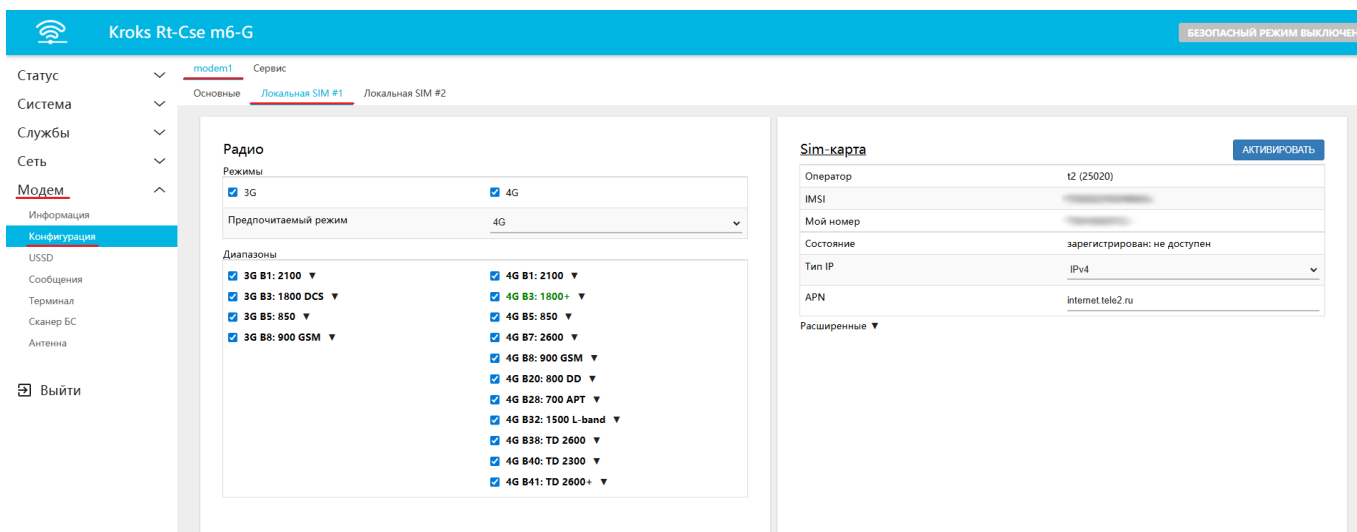 Kroks Rt-Cse m6-G
БЕЗОПАСНЫЙ РЕЖИМ ВЫКЛЮЧЕН
Статус
Система
Службы
Сеть
Модем
Информация
Конфигурация
USSD
Сообщения
Терминал
Сканер БС
Антенна
Выйти
modem1 Сервис
Основные Локальная SIM #1 Локальная SIM #2
Радио
Режимы
3G 4G
Предпочитаемый режим 4G
Диапазоны
3G B1: 2100 ▼ 4G B1: 2100 ▼
3G B3: 1800 DCS ▼ 4G B3: 1800+ ▼
3G B5: 850 ▼ 4G B5: 850 ▼
3G B8: 900 GSM ▼ 4G B7: 2600 ▼
4G B8: 900 GSM ▼
4G B20: 800 DD ▼
4G B28: 700 APT ▼
4G B32: 1500 L-band ▼
4G B38: TD 2600 ▼
4G B40: TD 2300 ▼
4G B41: TD 2600+ ▼
Sim-карта АКТИВИРОВАТЬ
Оператор t2 (25020)
IMSI
Мой номер
Состояние зарегистрирован: не доступен
Тип IP IPv4
APN internet.tele2.ru
Расширенные ▼